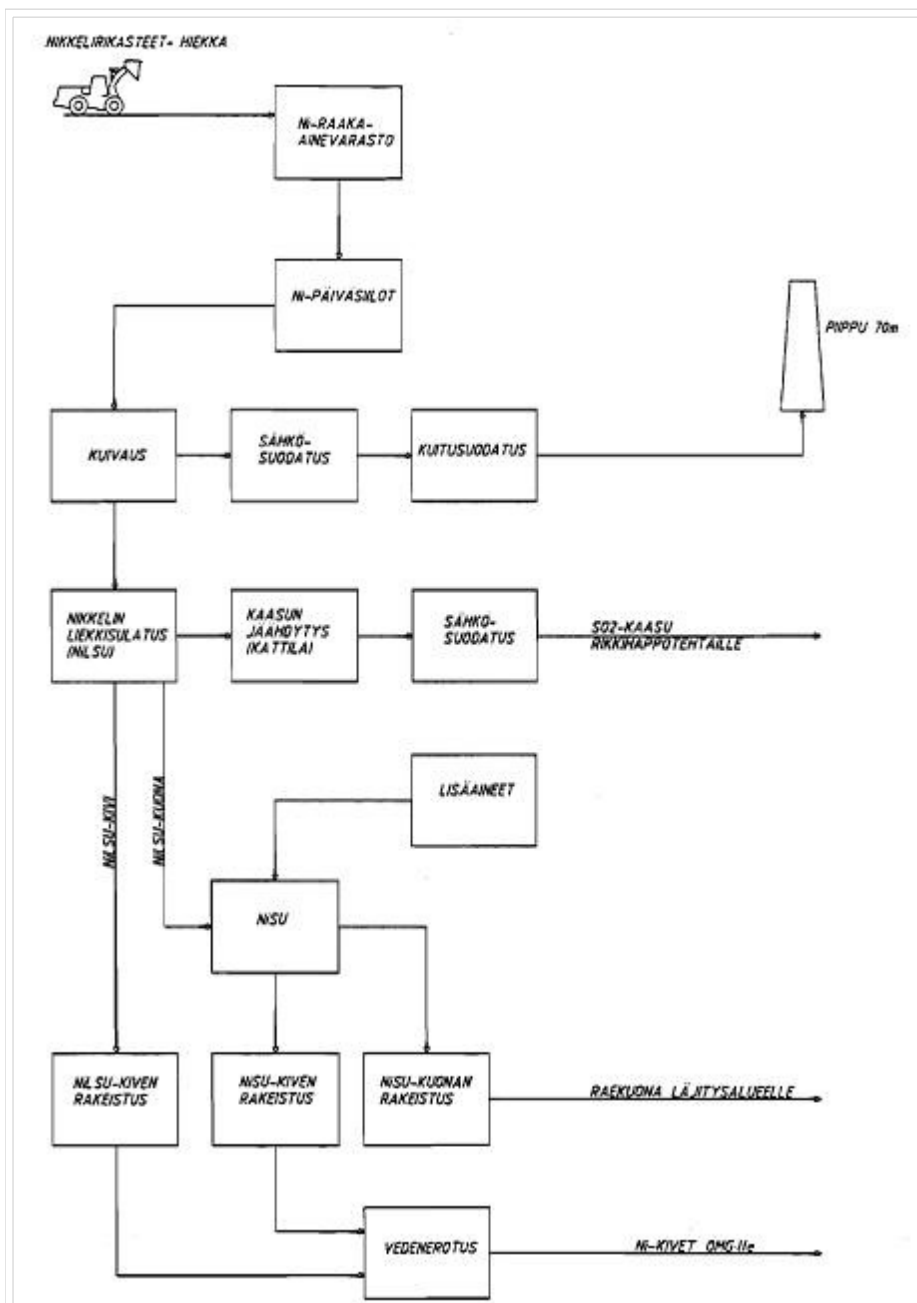 NIKKELIRIKASTEET+ HIEKKA
Ni-RAAKA-
AINEVARASTO
Ni-PÄIVÄSIILOT
PIIPPU 70m
KUIVAUS
SÄHKÖ-
SUODATUS
KUITUSUODATUS
NIKKELIN
LIEKKISULATUS
(NiLSU)
KAASUN
JÄÄHDYTYS
(KATTILA)
SÄHKÖ-
SUODATUS
SO2-KAASU
RIKKIHAPPOTEHTAILLE
NiLSU-KIVI
NiLSU-KUONA
LISÄAINEET
NiSU
NiLSU-KIVEN
RAKEISTUS
NiSU-KIVEN
RAKEISTUS
NiSU-KUONAN
RAKEISTUS
RAEKUONA LÄJITYSALUEELLE
VEDENEROTUS
Ni-KIVET OMG:lle